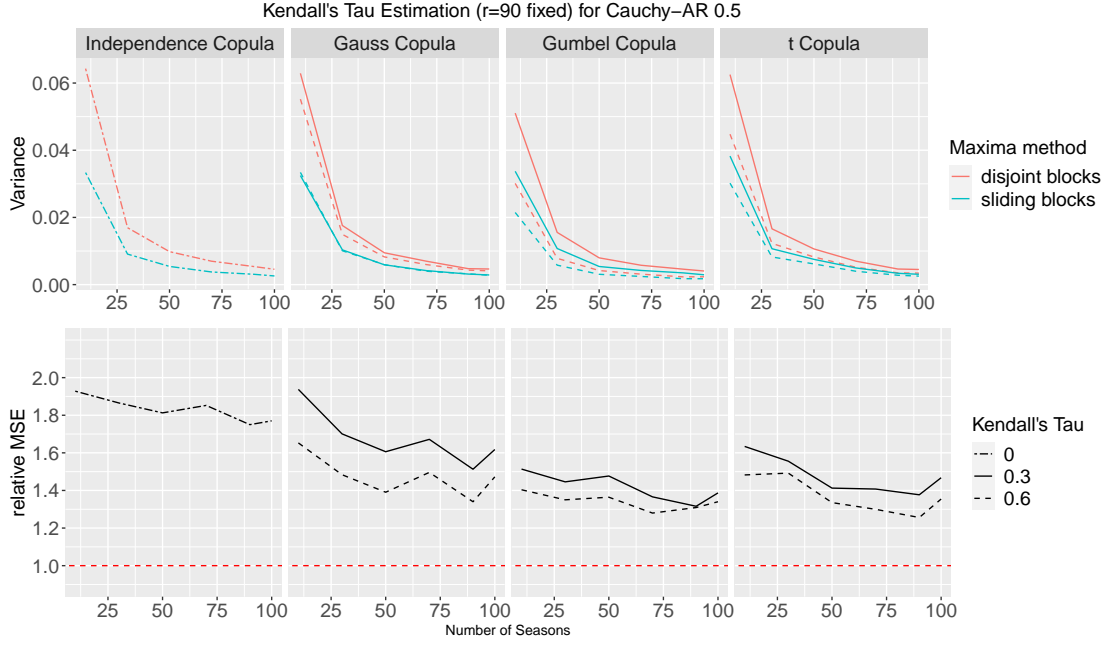 Kendall's Tau Estimation (r=90 fixed) for Cauchy−AR 0.5
Independence Copula
Gauss Copula
Gumbel Copula
t Copula
Variance
0.06
0.04
0.02
0.00
25 50 75 100
25 50 75 100
25 50 75 100
25 50 75 100
Maxima method
disjoint blocks
sliding blocks
relative MSE
2.0
1.8
1.6
1.4
1.2
1.0
25 50 75 100
25 50 75 100
25 50 75 100
25 50 75 100
Number of Seasons
Kendall's Tau
0
0.3
0.6